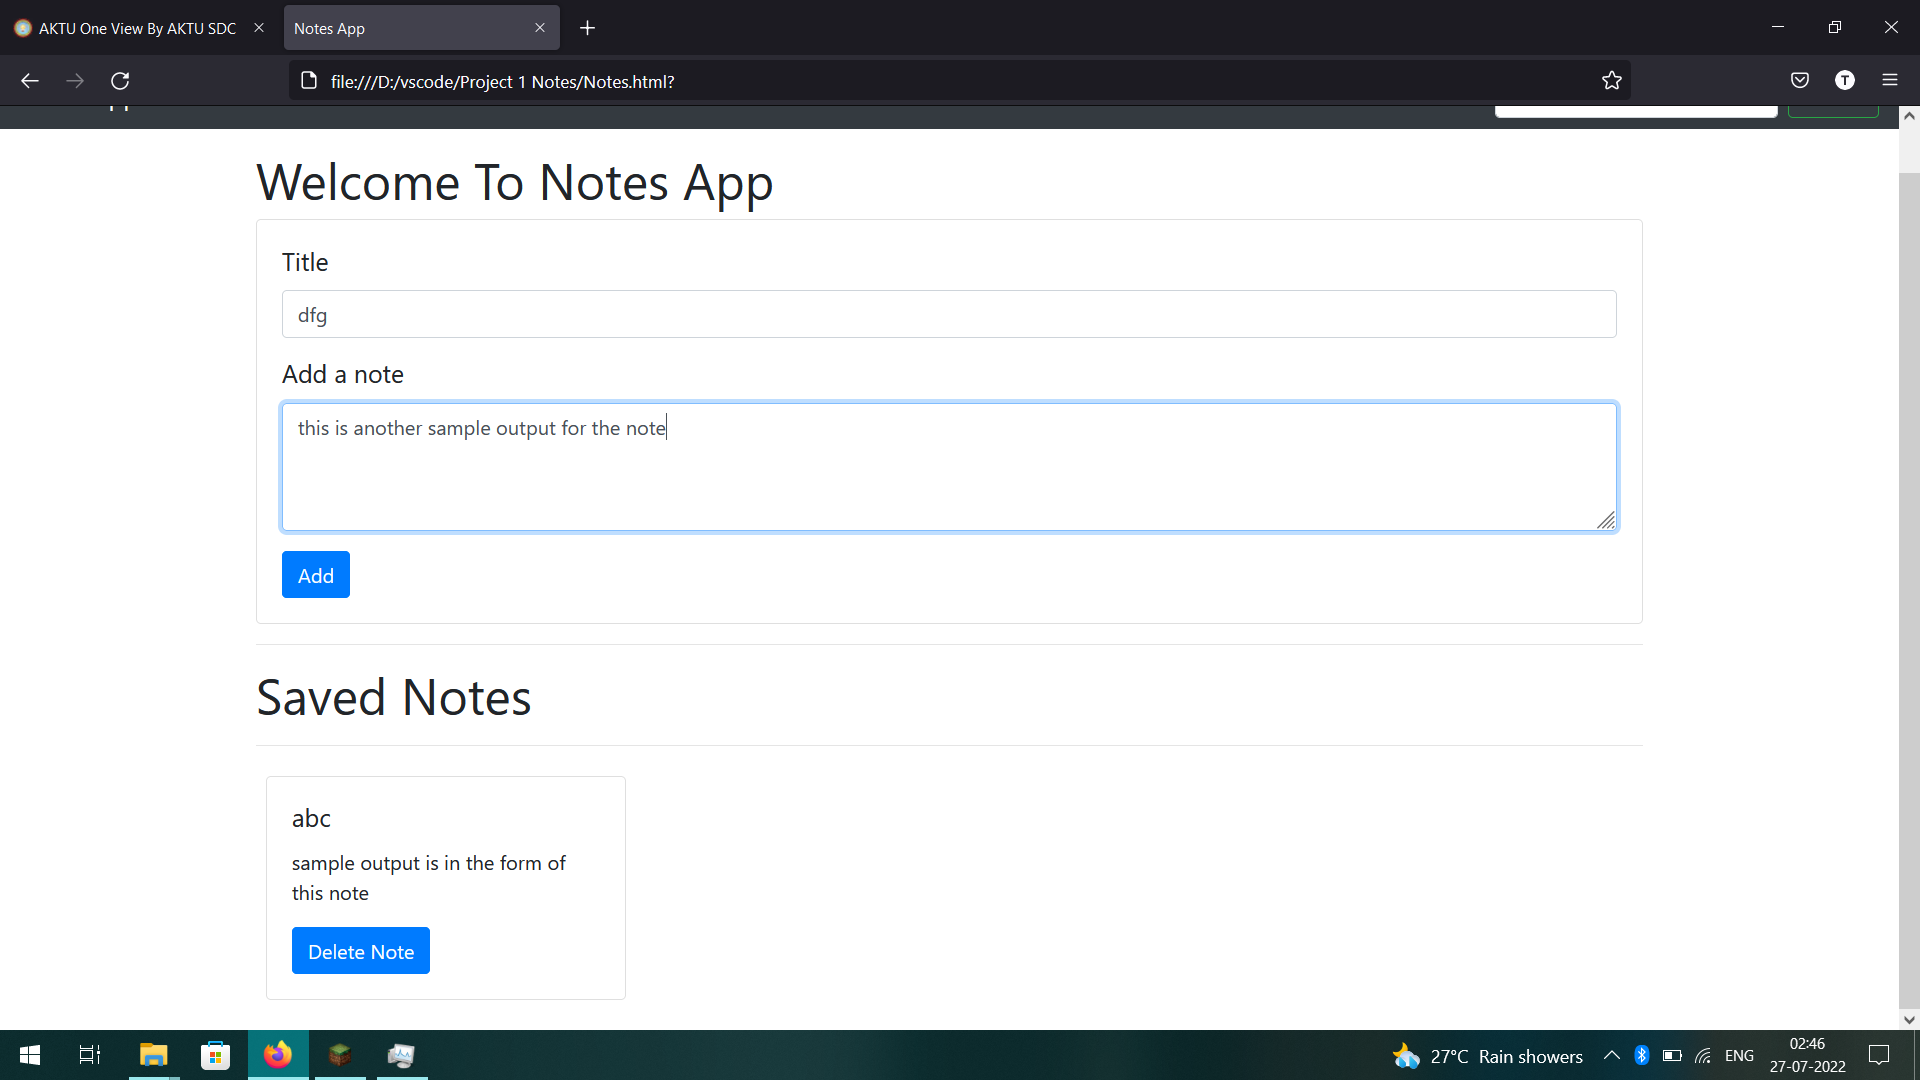 AKTU One View By AKTU SDC
Notes App
file:///D:/vscode/Project 1 Notes/Notes.html?
T
Welcome To Notes App
Title
dfg
Add a note
this is another sample output for the note
Add
Saved Notes
abc
sample output is in the form of
this note
Delete Note
27°C Rain showers
ENG
02:46
27-07-2022